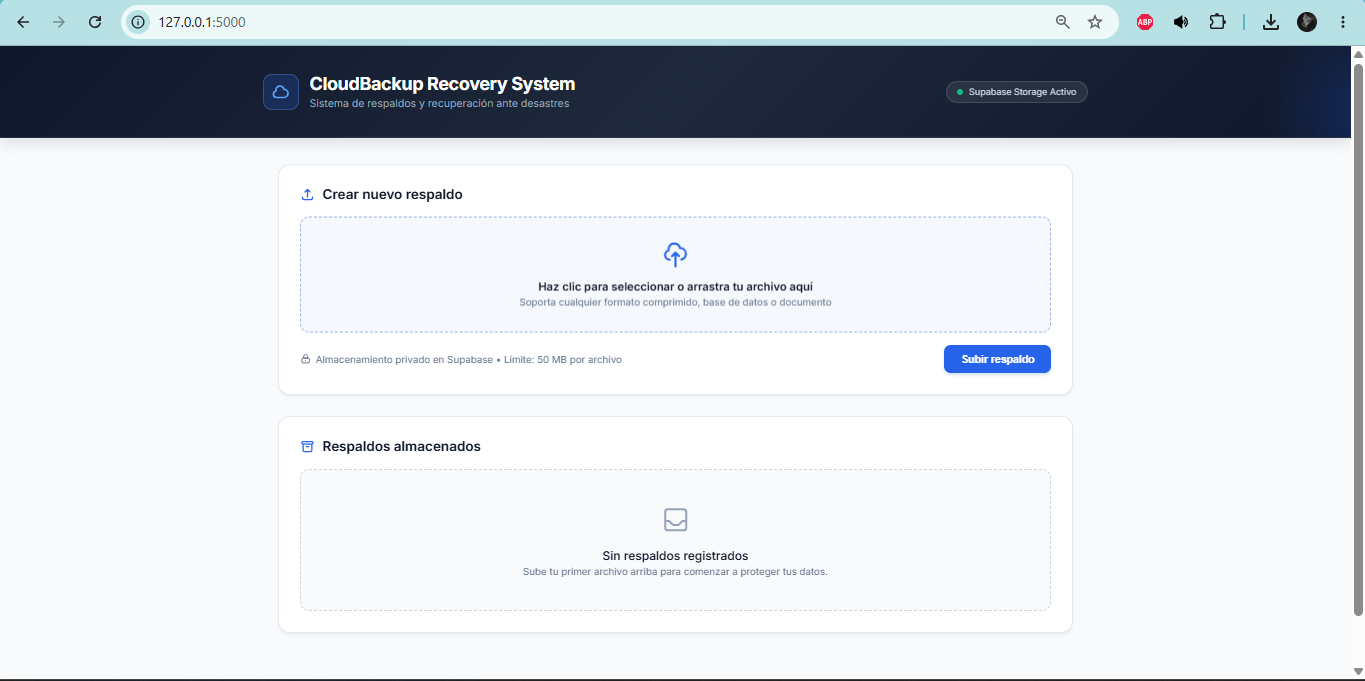 127.0.0.1:5000
ABP
CloudBackup Recovery System
Sistema de respaldos y recuperación ante desastres
Supabase Storage Activo
Crear nuevo respaldo
Haz clic para seleccionar o arrastra tu archivo aquí
Soporta cualquier formato comprimido, base de datos o documento
Almacenamiento privado en Supabase • Límite: 50 MB por archivo
Subir respaldo
Respaldos almacenados
Sin respaldos registrados
Sube tu primer archivo arriba para comenzar a proteger tus datos.